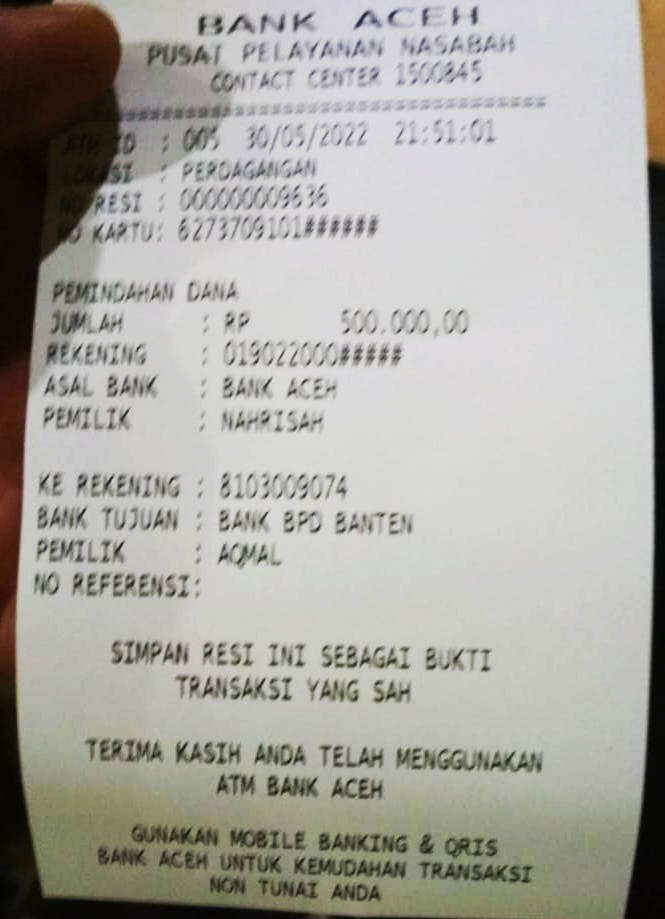 BANK ACEH
PUSAT PELAYANAN NASABAH
CONTACT CENTER 1500845
=====================================
ATM ID : 005 30/05/2022 21:51:01
LOKASI : PERDAGANGAN
NO RESI : 000000009636
NO KARTU: 6273709101######
PEMINDAHAN DANA
JUMLAH : RP 500.000,00
REKENING : 019022000#####
ASAL BANK : BANK ACEH
PEMILIK : NAHRISAH
KE REKENING : 8103009074
BANK TUJUAN : BANK BPD BANTEN
PEMILIK : AQMAL
NO REFERENSI:
SIMPAN RESI INI SEBAGAI BUKTI
TRANSAKSI YANG SAH
TERIMA KASIH ANDA TELAH MENGGUNAKAN
ATM BANK ACEH
GUNAKAN MOBILE BANKING & QRIS
BANK ACEH UNTUK KEMUDAHAN TRANSAKSI
NON TUNAI ANDA